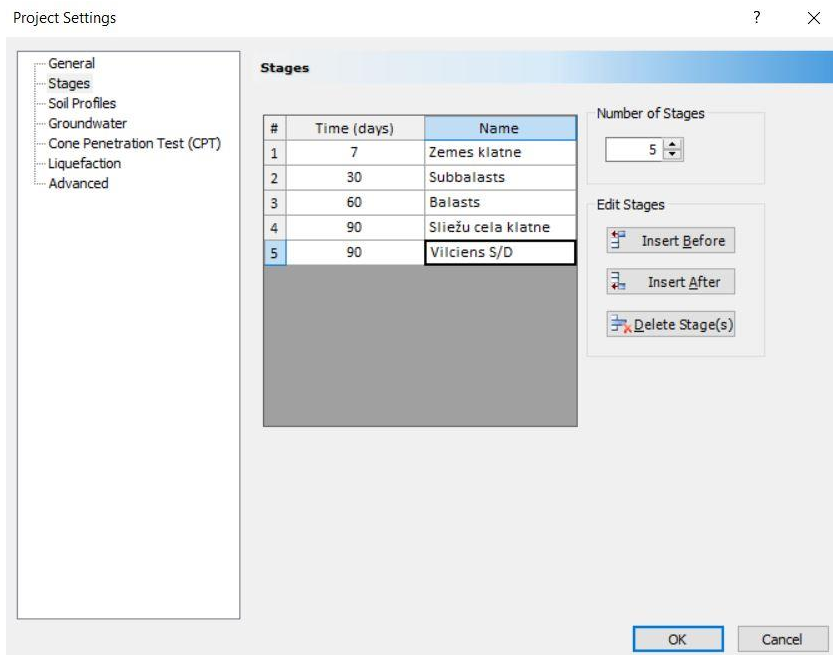 Project Settings
?
General
Stages
Soil Profiles
Groundwater
Cone Penetration Test (CPT)
Liquefaction
Advanced
Stages
# Time (days) Name
1 7 Zemes klatne
2 30 Subbalasts
3 60 Balasts
4 90 Sliežu cela klatne
5 90 Vilciens S/D
Number of Stages
5
Edit Stages
Insert Before
Insert After
Delete Stage(s)
OK Cancel